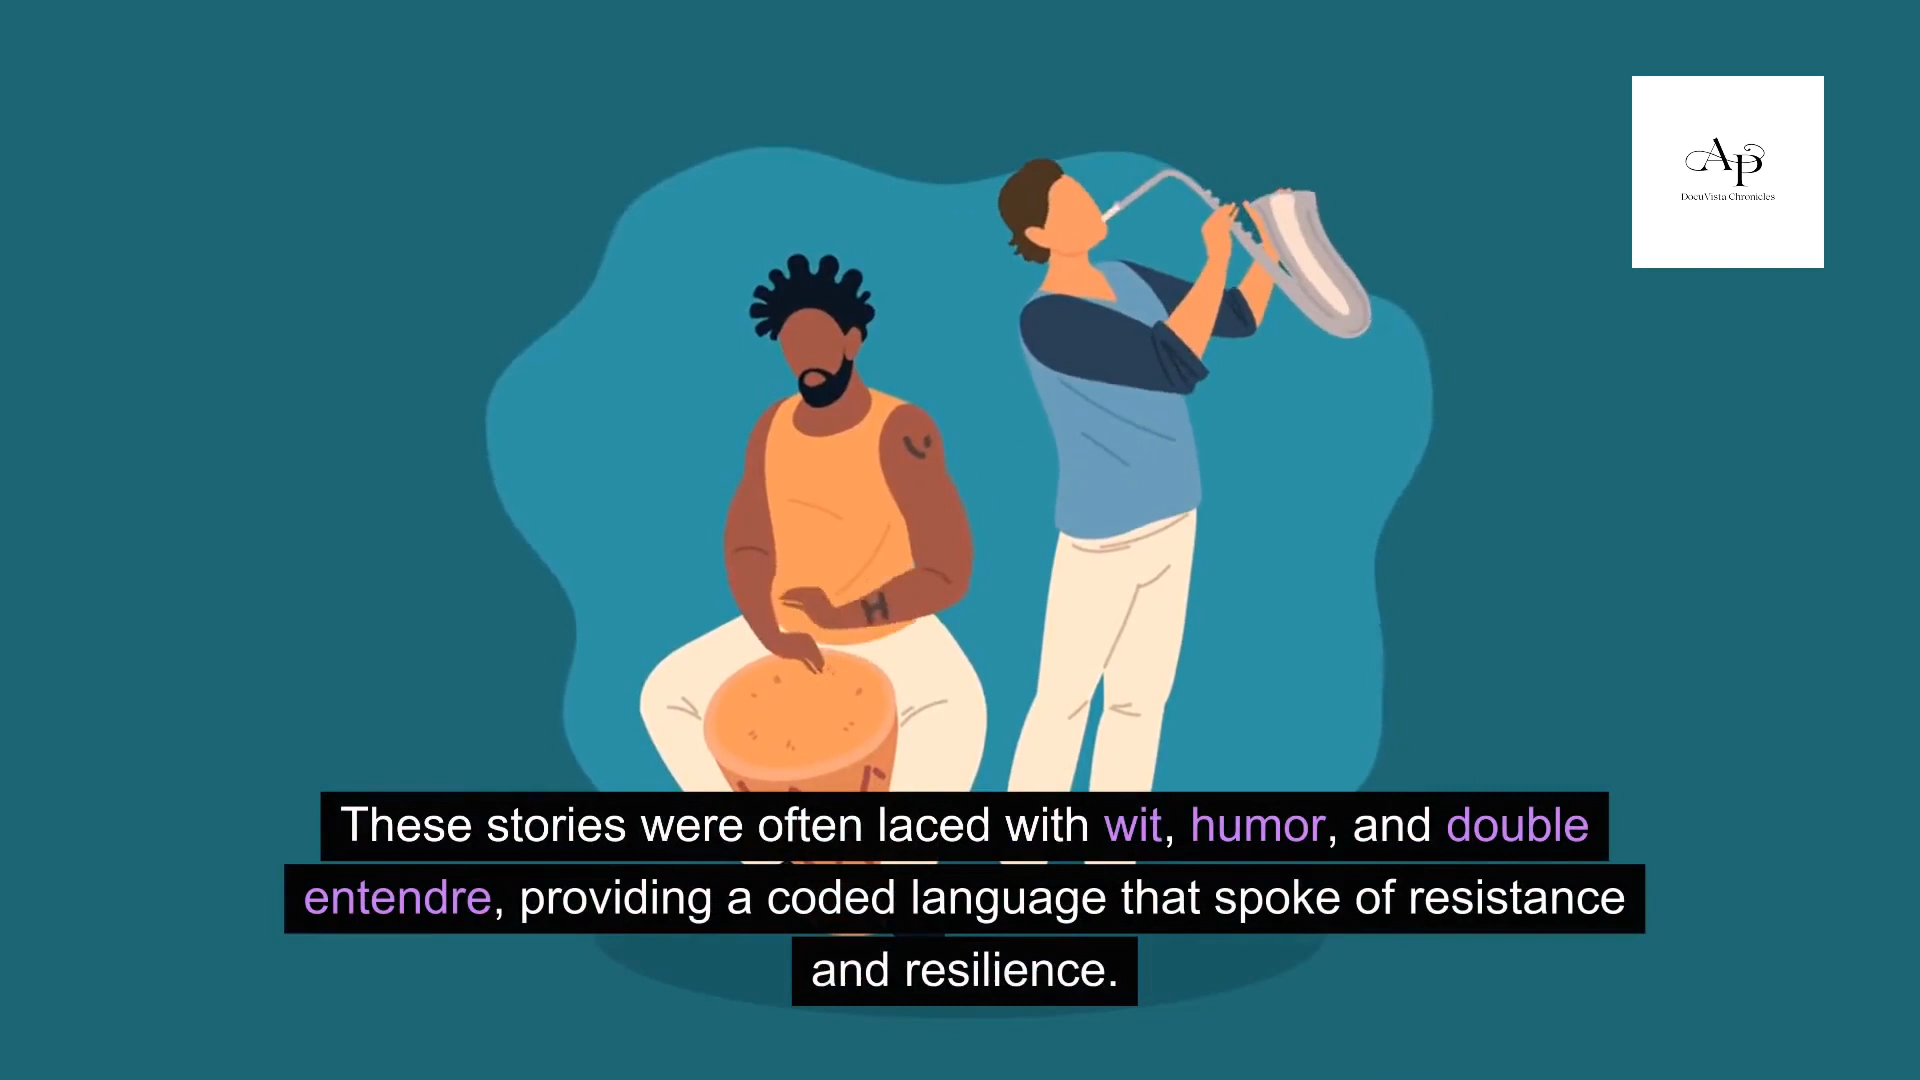 AP
DocuVista Chronicles
These stories were often laced with wit, humor, and double
entendre, providing a coded language that spoke of resistance
and resilience.